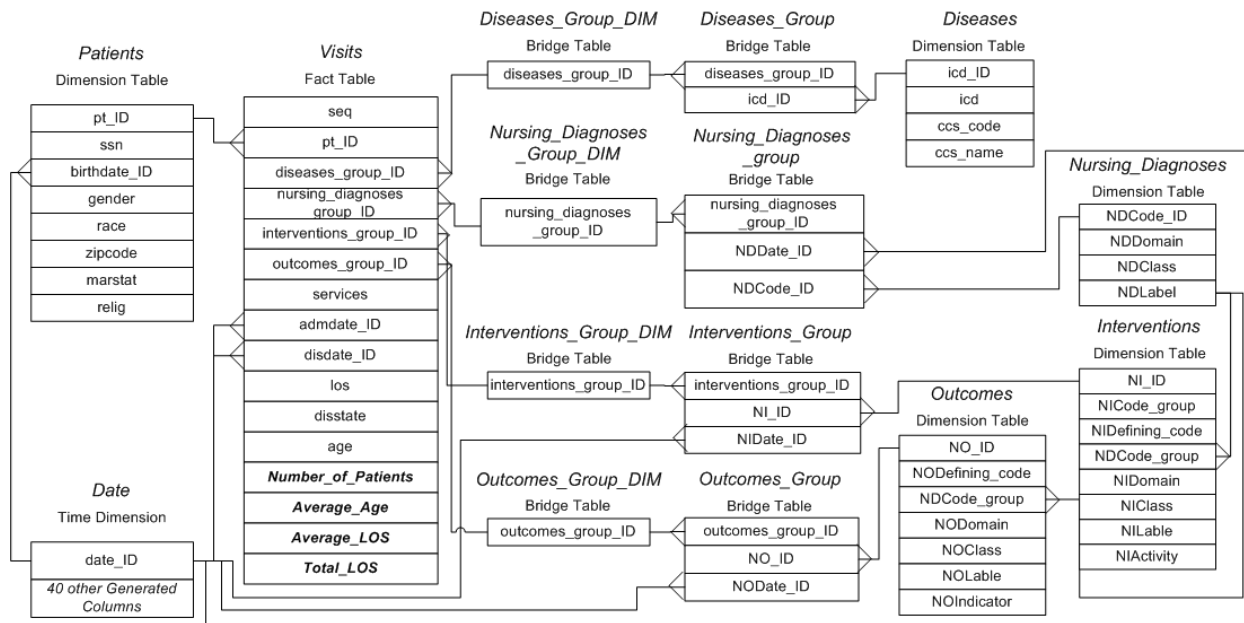 Patients
Dimension Table
pt_ID
ssn
birthdate_ID
gender
race
zipcode
marstat
relig
Date
Time Dimension
date_ID
40 other Generated
Columns
Visits
Fact Table
seq
pt_ID
diseases_group_ID
nursing_diagnoses
group_ID
interventions_group_ID
outcomes_group_ID
services
admdate_ID
disdate_ID
los
disstate
age
Number_of_Patients
Average_Age
Average_LOS
Total_LOS
Diseases_Group_DIM
Bridge Table
diseases_group_ID
Diseases_Group
Bridge Table
diseases_group_ID
icd_ID
Diseases
Dimension Table
icd_ID
icd
ccs_code
ccs_name
Nursing_Diagnoses
_Group_DIM
Bridge Table
nursing_diagnoses
_group_ID
Nursing_Diagnoses_
group
Bridge Table
nursing_diagnoses
_group_ID
NDDate_ID
NDCode_ID
Nursing_Diagnoses
Dimension Table
NDCode_ID
NDDomain
NDClass
NDLabel
Interventions_Group_DIM
Bridge Table
interventions_group_ID
Interventions_Group
Bridge Table
interventions_group_ID
NI_ID
NIDate_ID
Interventions
Dimension Table
NI_ID
NICode_group
NIDefining_code
NDCode_group
NIDomain
NIClass
NILable
NIActivity
Outcomes_Group_DIM
Bridge Table
outcomes_group_ID
Outcomes_Group
Bridge Table
outcomes_group_ID
NO_ID
NODate_ID
Outcomes
Dimension Table
NO_ID
NODefining_code
NDCode_group
NODomain
NOClass
NOLable
NOIndicator